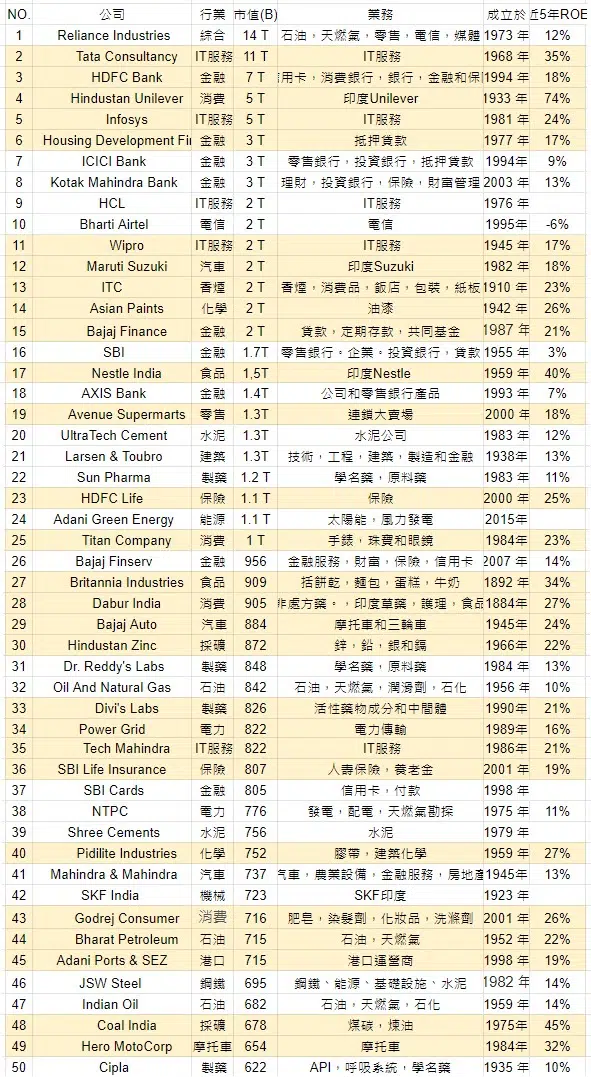 NO. 公司 行業 市值(B) 業務 成立於 近5年ROE
1 Reliance Industries 綜合 14 T 石油，天燃氣，零售，電信，媒體 1973 年 12%
2 Tata Consultancy IT服務 11 T IT服務 1968 年 35%
3 HDFC Bank 金融 7 T 信用卡，消費銀行，銀行，金融和保 1994 年 18%
4 Hindustan Unilever 消費 5 T 印度Unilever 1933 年 74%
5 Infosys IT服務 5 T IT服務 1981 年 24%
6 Housing Development Fi 金融 3 T 抵押貸款 1977 年 17%
7 ICICI Bank 金融 3 T 零售銀行，投資銀行，抵押貸款 1994年 9%
8 Kotak Mahindra Bank 金融 3 T 理財，投資銀行，保險，財富管理 2003 年 13%
9 HCL IT服務 2 T IT服務 1976 年
10 Bharti Airtel 電信 2 T 電信 1995年 -6%
11 Wipro IT服務 2 T IT服務 1945 年 17%
12 Maruti Suzuki 汽車 2 T 印度Suzuki 1982 年 18%
13 ITC 香煙 2 T 香煙，消費品，飯店，包裝，紙板 1910 年 23%
14 Asian Paints 化學 2 T 油漆 1942 年 26%
15 Bajaj Finance 金融 2 T 貸款，定期存款，共同基金 1987 年 21%
16 SBI 金融 1.7T 零售銀行。企業。投資銀行，貸款 1955 年 3%
17 Nestle India 食品 1,5T 印度Nestle 1959 年 40%
18 AXIS Bank 金融 1.4T 公司和零售銀行產品 1993 年 7%
19 Avenue Supermarts 零售 1.3T 連鎖大賣場 2000 年 18%
20 UltraTech Cement 水泥 1.3T 水泥公司 1983 年 12%
21 Larsen & Toubro 建築 1.3T 技術，工程，建築，製造和金融 1938年 13%
22 Sun Pharma 製藥 1.2 T 學名藥，原料藥 1983 年 11%
23 HDFC Life 保險 1.1 T 保險 2000 年 25%
24 Adani Green Energy 能源 1.1 T 太陽能，風力發電 2015年
25 Titan Company 消費 1 T 手錶，珠寶和眼鏡 1984年 23%
26 Bajaj Finserv 金融 956 金融服務，財富，保險，信用卡 2007 年 14%
27 Britannia Industries 食品 909 括餅乾，麵包，蛋糕，牛奶 1892 年 34%
28 Dabur India 消費 905 非處方藥。，印度草藥，護理，食品 1884年 27%
29 Bajaj Auto 汽車 884 摩托車和三輪車 1945年 24%
30 Hindustan Zinc 採礦 872 鋅，鉛，銀和鎘 1966年 22%
31 Dr. Reddy's Labs 製藥 848 學名藥，原料藥 1984 年 13%
32 Oil And Natural Gas 石油 842 石油，天燃氣，潤滑劑，石化 1956 年 10%
33 Divi's Labs 製藥 826 活性藥物成分和中間體 1990年 21%
34 Power Grid 電力 822 電力傳輸 1989年 16%
35 Tech Mahindra IT服務 822 IT服務 1986年 21%
36 SBI Life Insurance 保險 807 人壽保險，養老金 2001 年 19%
37 SBI Cards 金融 805 信用卡，付款 1998 年
38 NTPC 電力 776 發電，配電，天燃氣勘探 1975 年 11%
39 Shree Cements 水泥 756 水泥 1979 年
40 Pidilite Industries 化學 752 膠帶，建築化學 1959 年 27%
41 Mahindra & Mahindra 汽車 737 汽車，農業設備，金融服務，房地產 1945年 13%
42 SKF India 機械 723 SKF印度 1923 年
43 Godrej Consumer 消費 716 肥皂，染髮劑，化妝品，洗滌劑 2001 年 26%
44 Bharat Petroleum 石油 715 石油，天燃氣 1952 年 22%
45 Adani Ports & SEZ 港口 715 港口運營商 1998 年 19%
46 JSW Steel 鋼鐵 695 鋼鐵、能源、基礎設施、水泥 1982 年 14%
47 Indian Oil 石油 682 石油，天燃氣，石化 1959 年 14%
48 Coal India 採礦 678 煤碳，煉油 1975年 45%
49 Hero MotoCorp 摩托車 654 摩托車 1984年 32%
50 Cipla 製藥 622 API，呼吸系統，學名藥 1935 年 10%